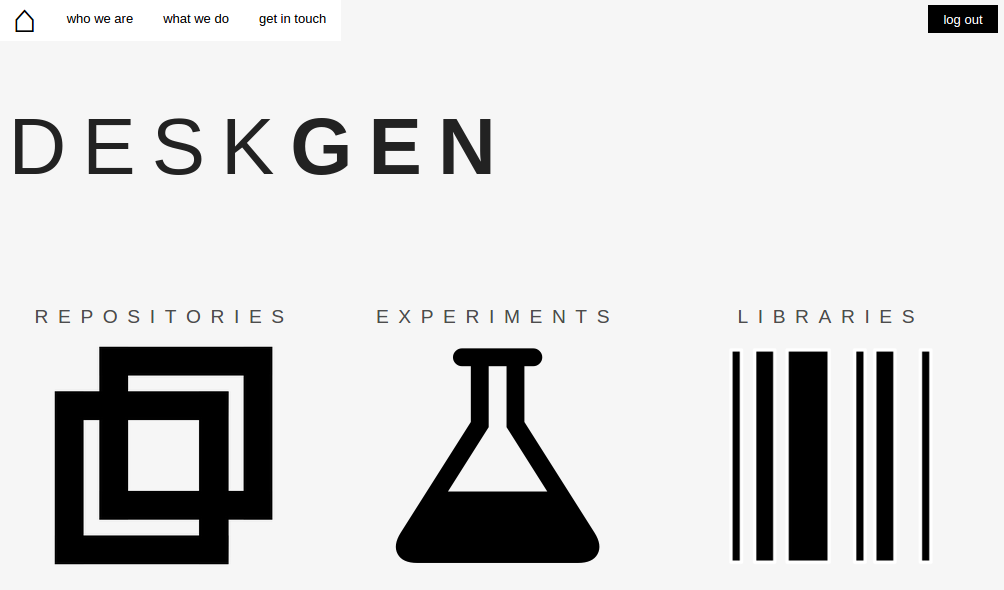 who we are what we do get in touch log out
DESKGEN
REPOSITORIES EXPERIMENTS LIBRARIES